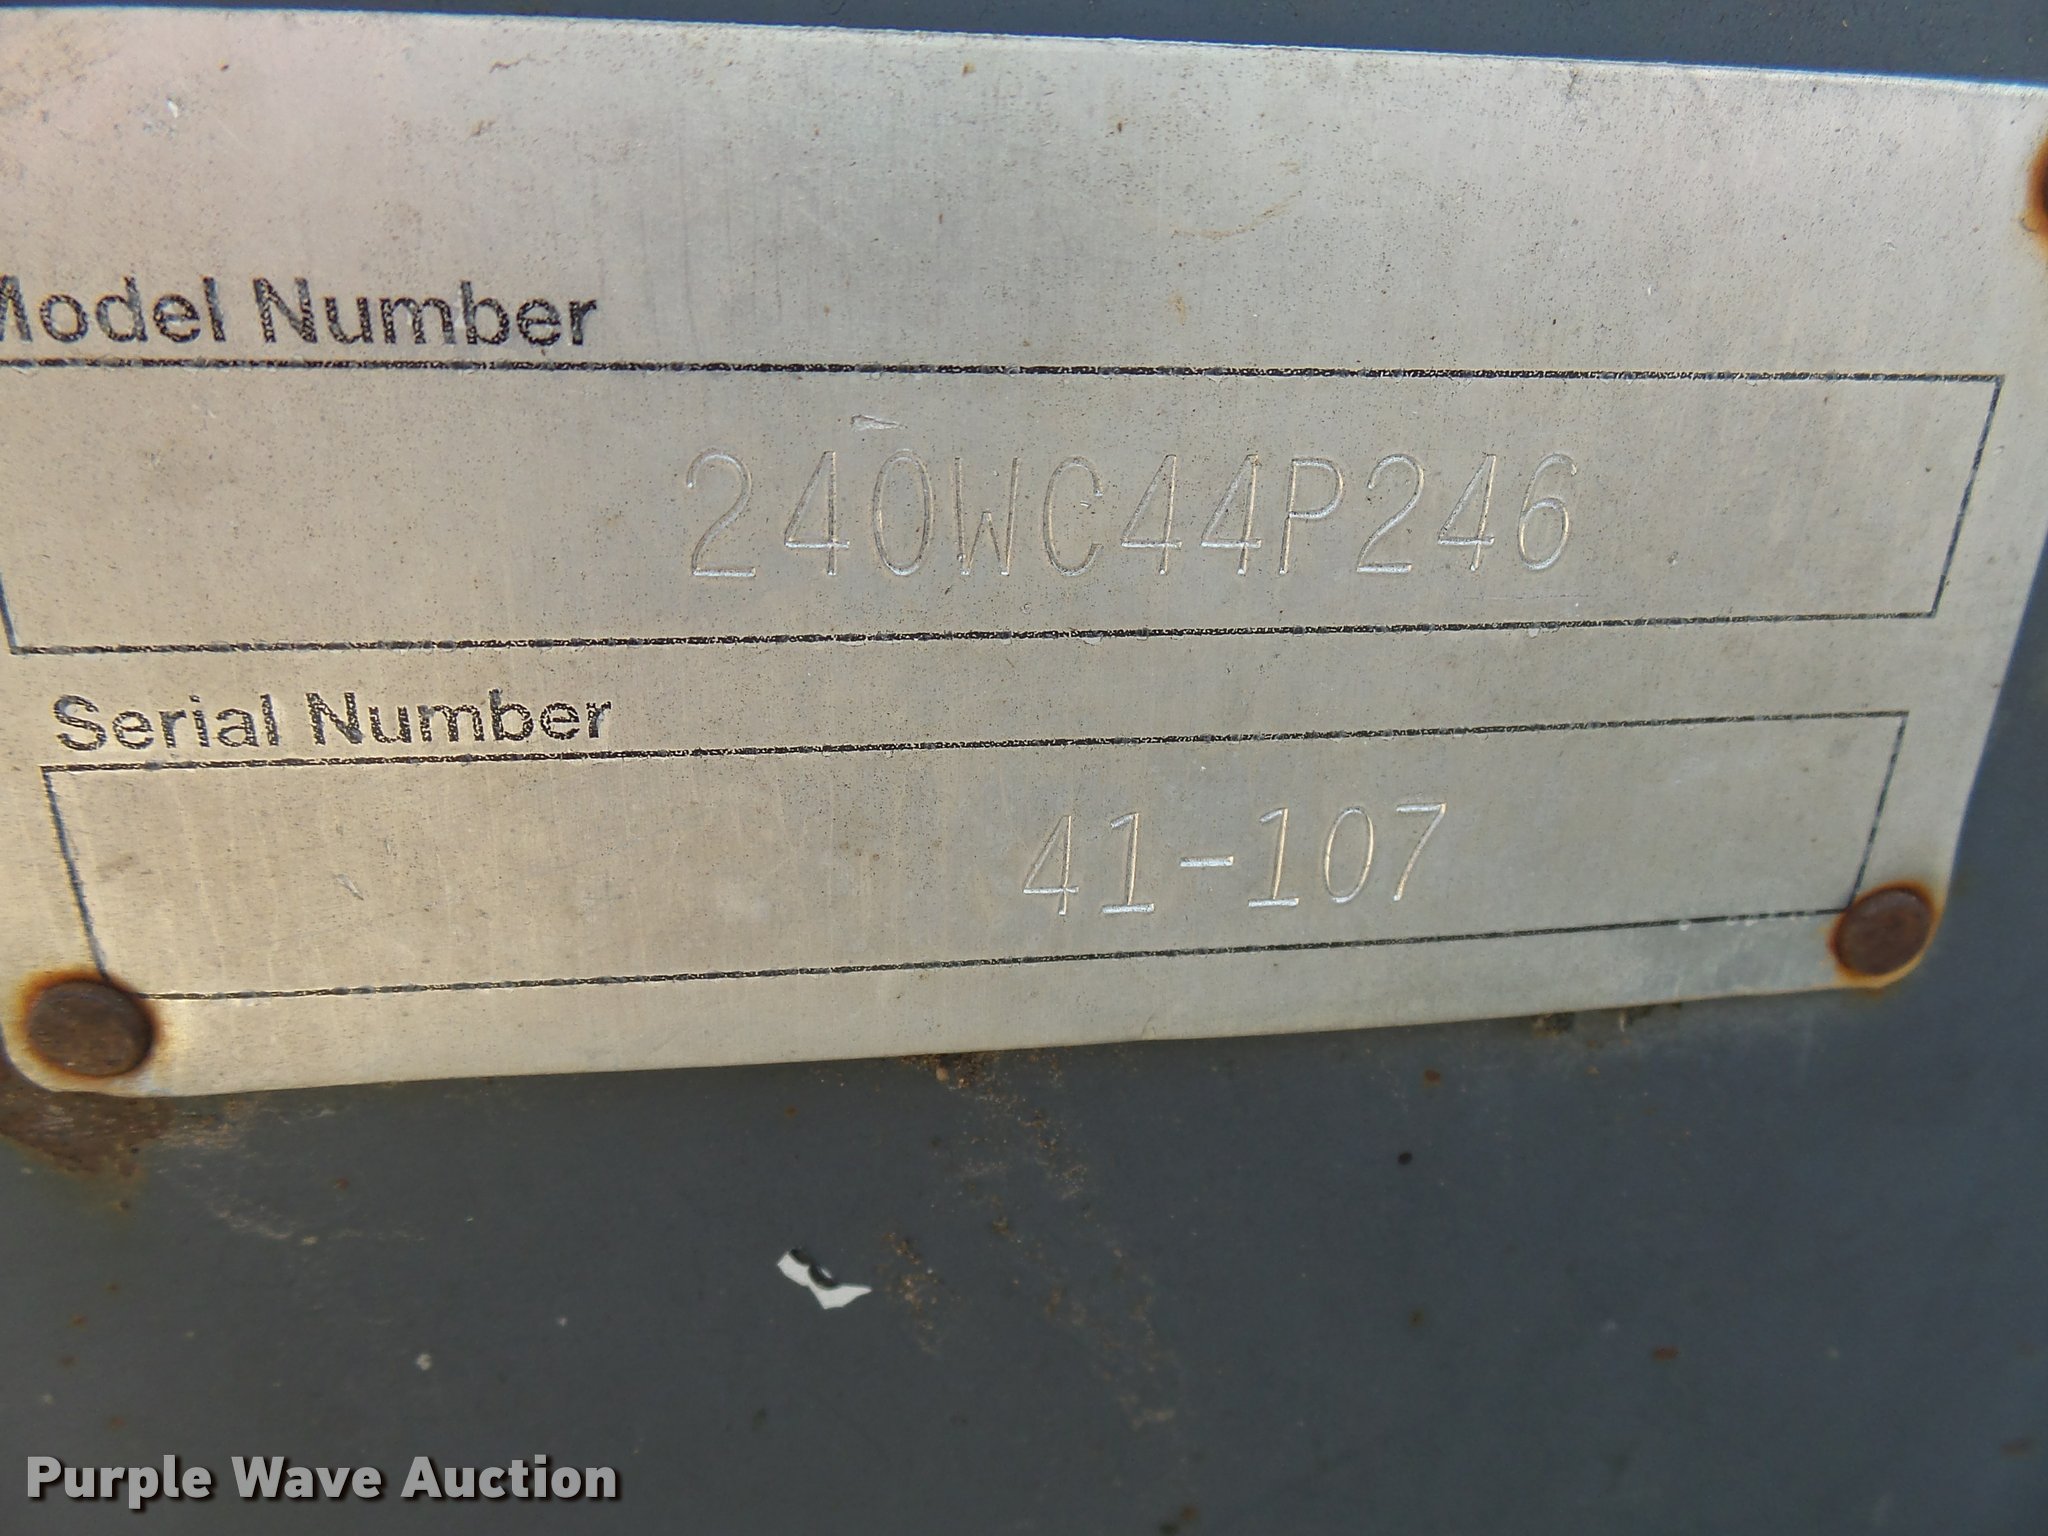 Model Number
240WC44P246
Serial Number
41-107
Purple Wave Auction